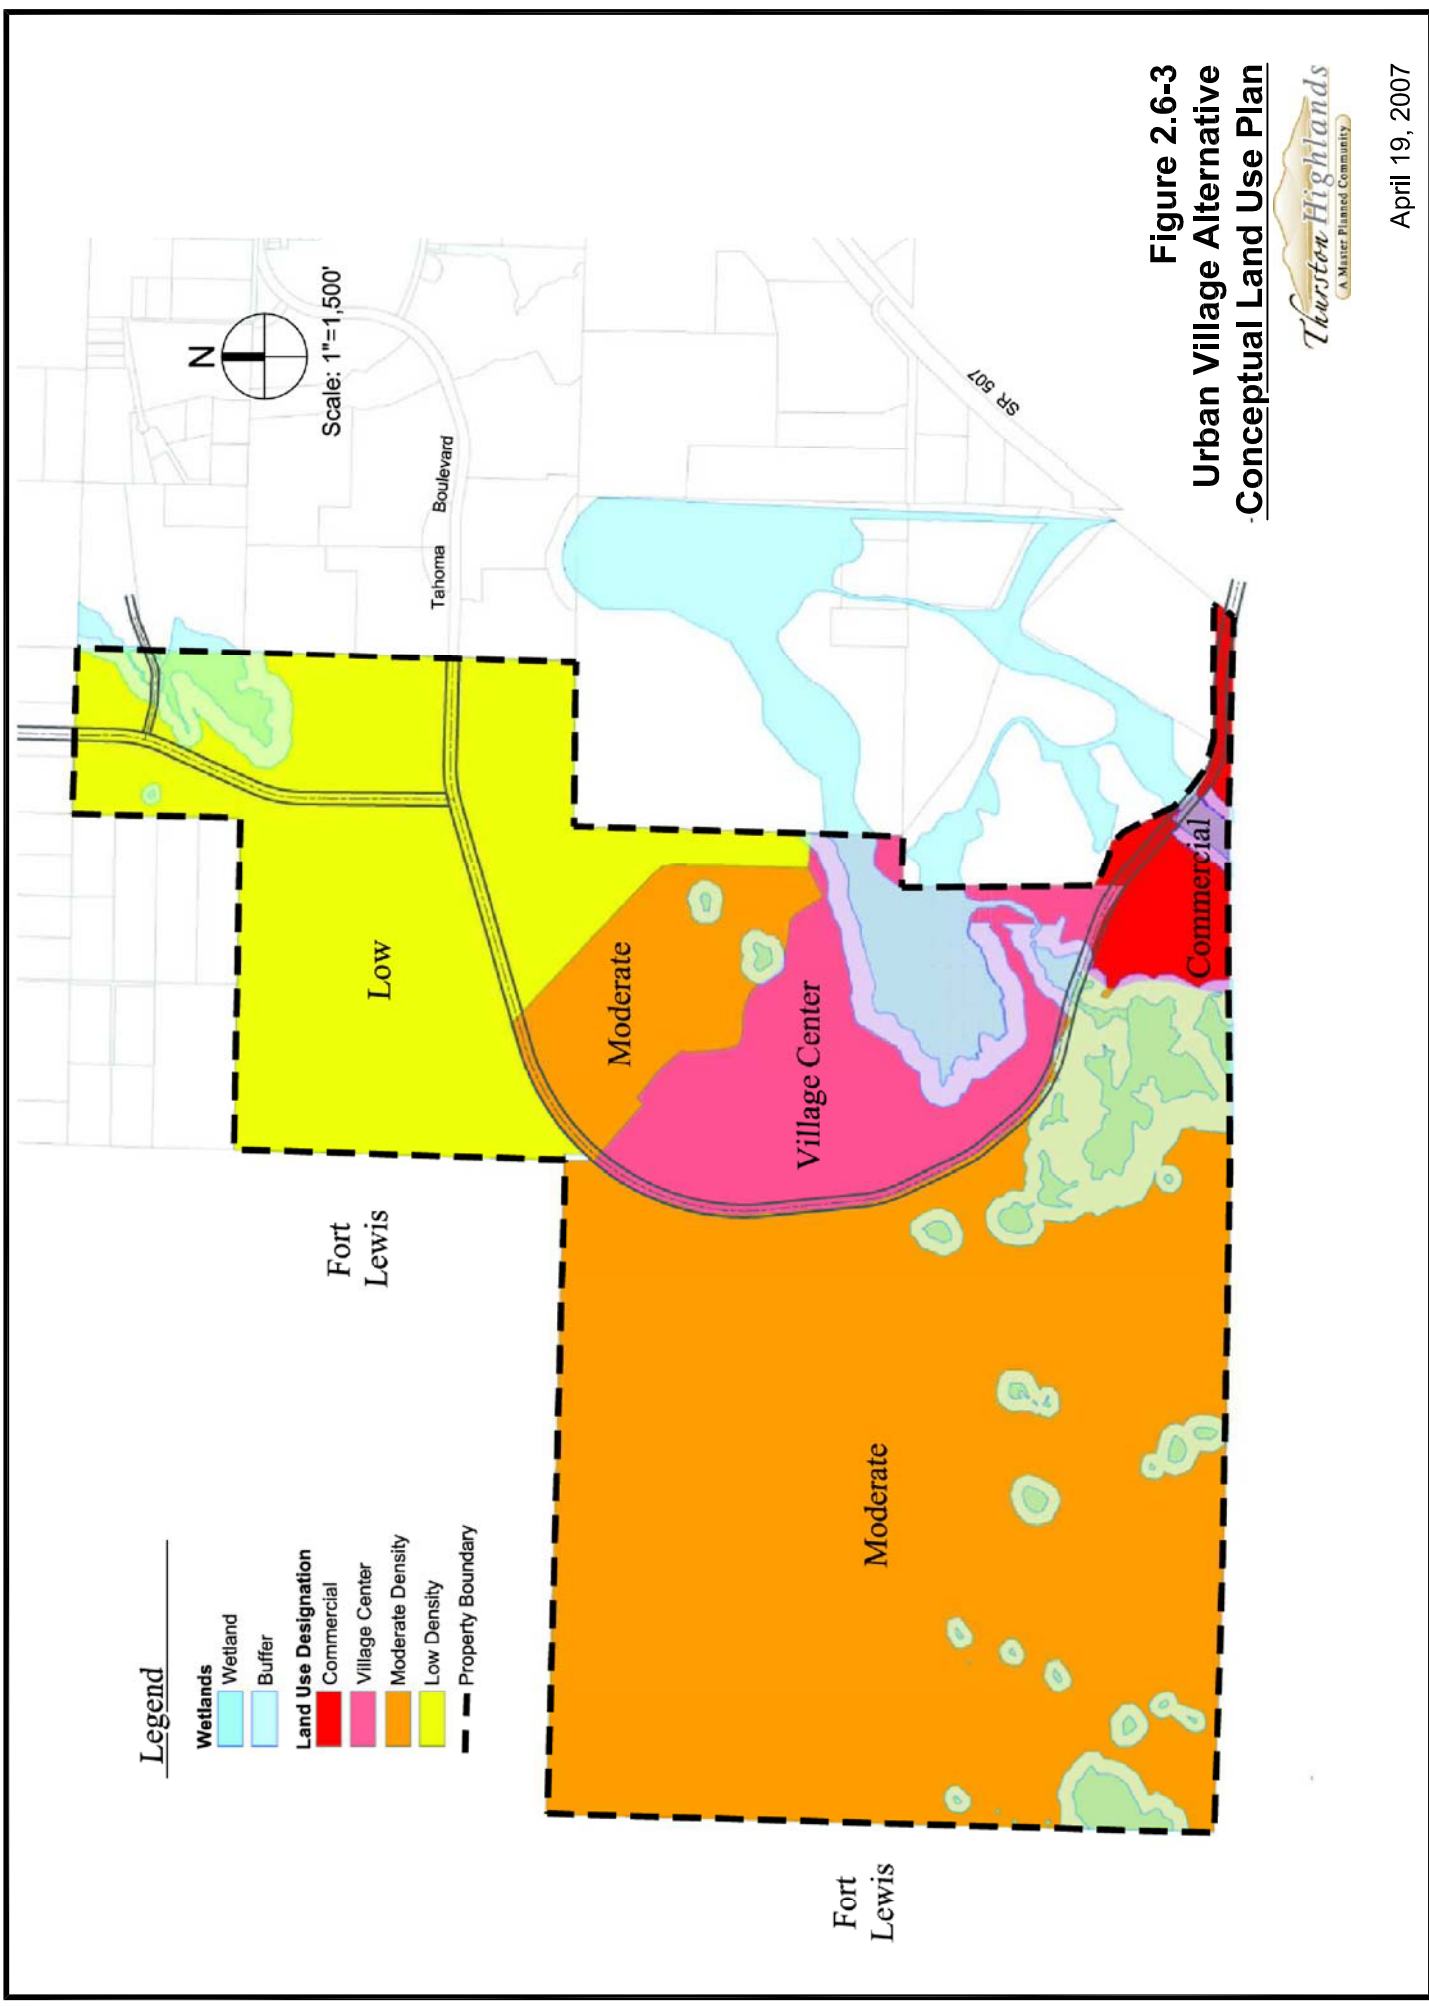 Legend
Wetlands
Wetland
Buffer
Land Use Designation
Commercial
Village Center
Moderate Density
Low Density
Property Boundary
N
Scale: 1"=1,500'
Tahoma Boulevard
SR 507
Low
Moderate
Village Center
Commercial
Moderate
Fort
Lewis
Fort
Lewis
Figure 2.6-3
Urban Village Alternative
Conceptual Land Use Plan
Thurston Highlands
A Master Planned Community
April 19, 2007